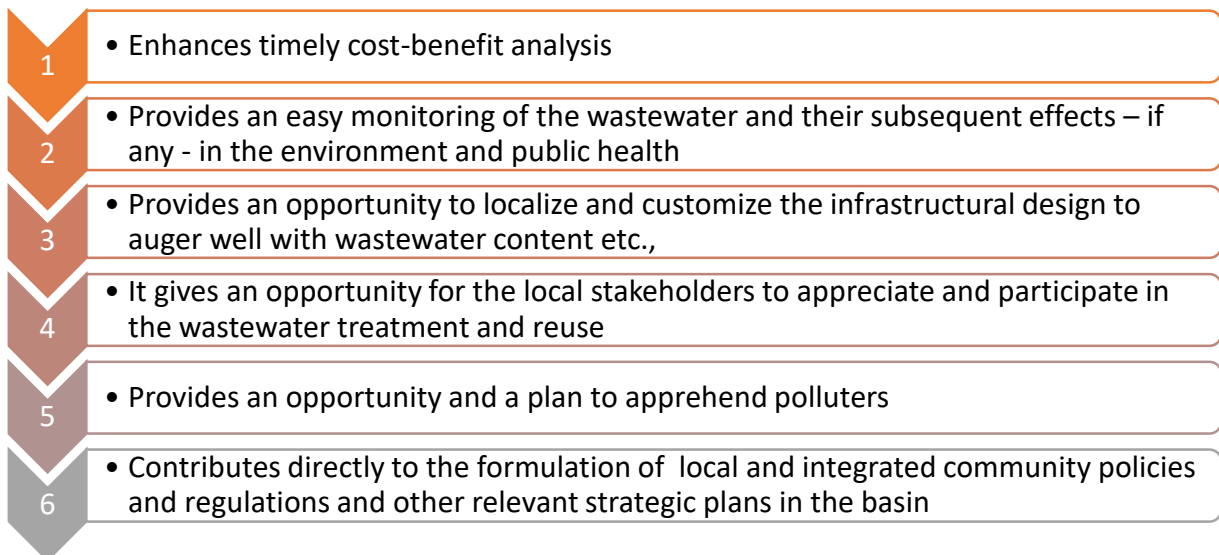 1
• Enhances timely cost-benefit analysis
2
• Provides an easy monitoring of the wastewater and their subsequent effects – if
any - in the environment and public health
3
• Provides an opportunity to localize and customize the infrastructural design to
auger well with wastewater content etc.,
4
• It gives an opportunity for the local stakeholders to appreciate and participate in
the wastewater treatment and reuse
5
• Provides an opportunity and a plan to apprehend polluters
6
• Contributes directly to the formulation of  local and integrated community policies
and regulations and other relevant strategic plans in the basin